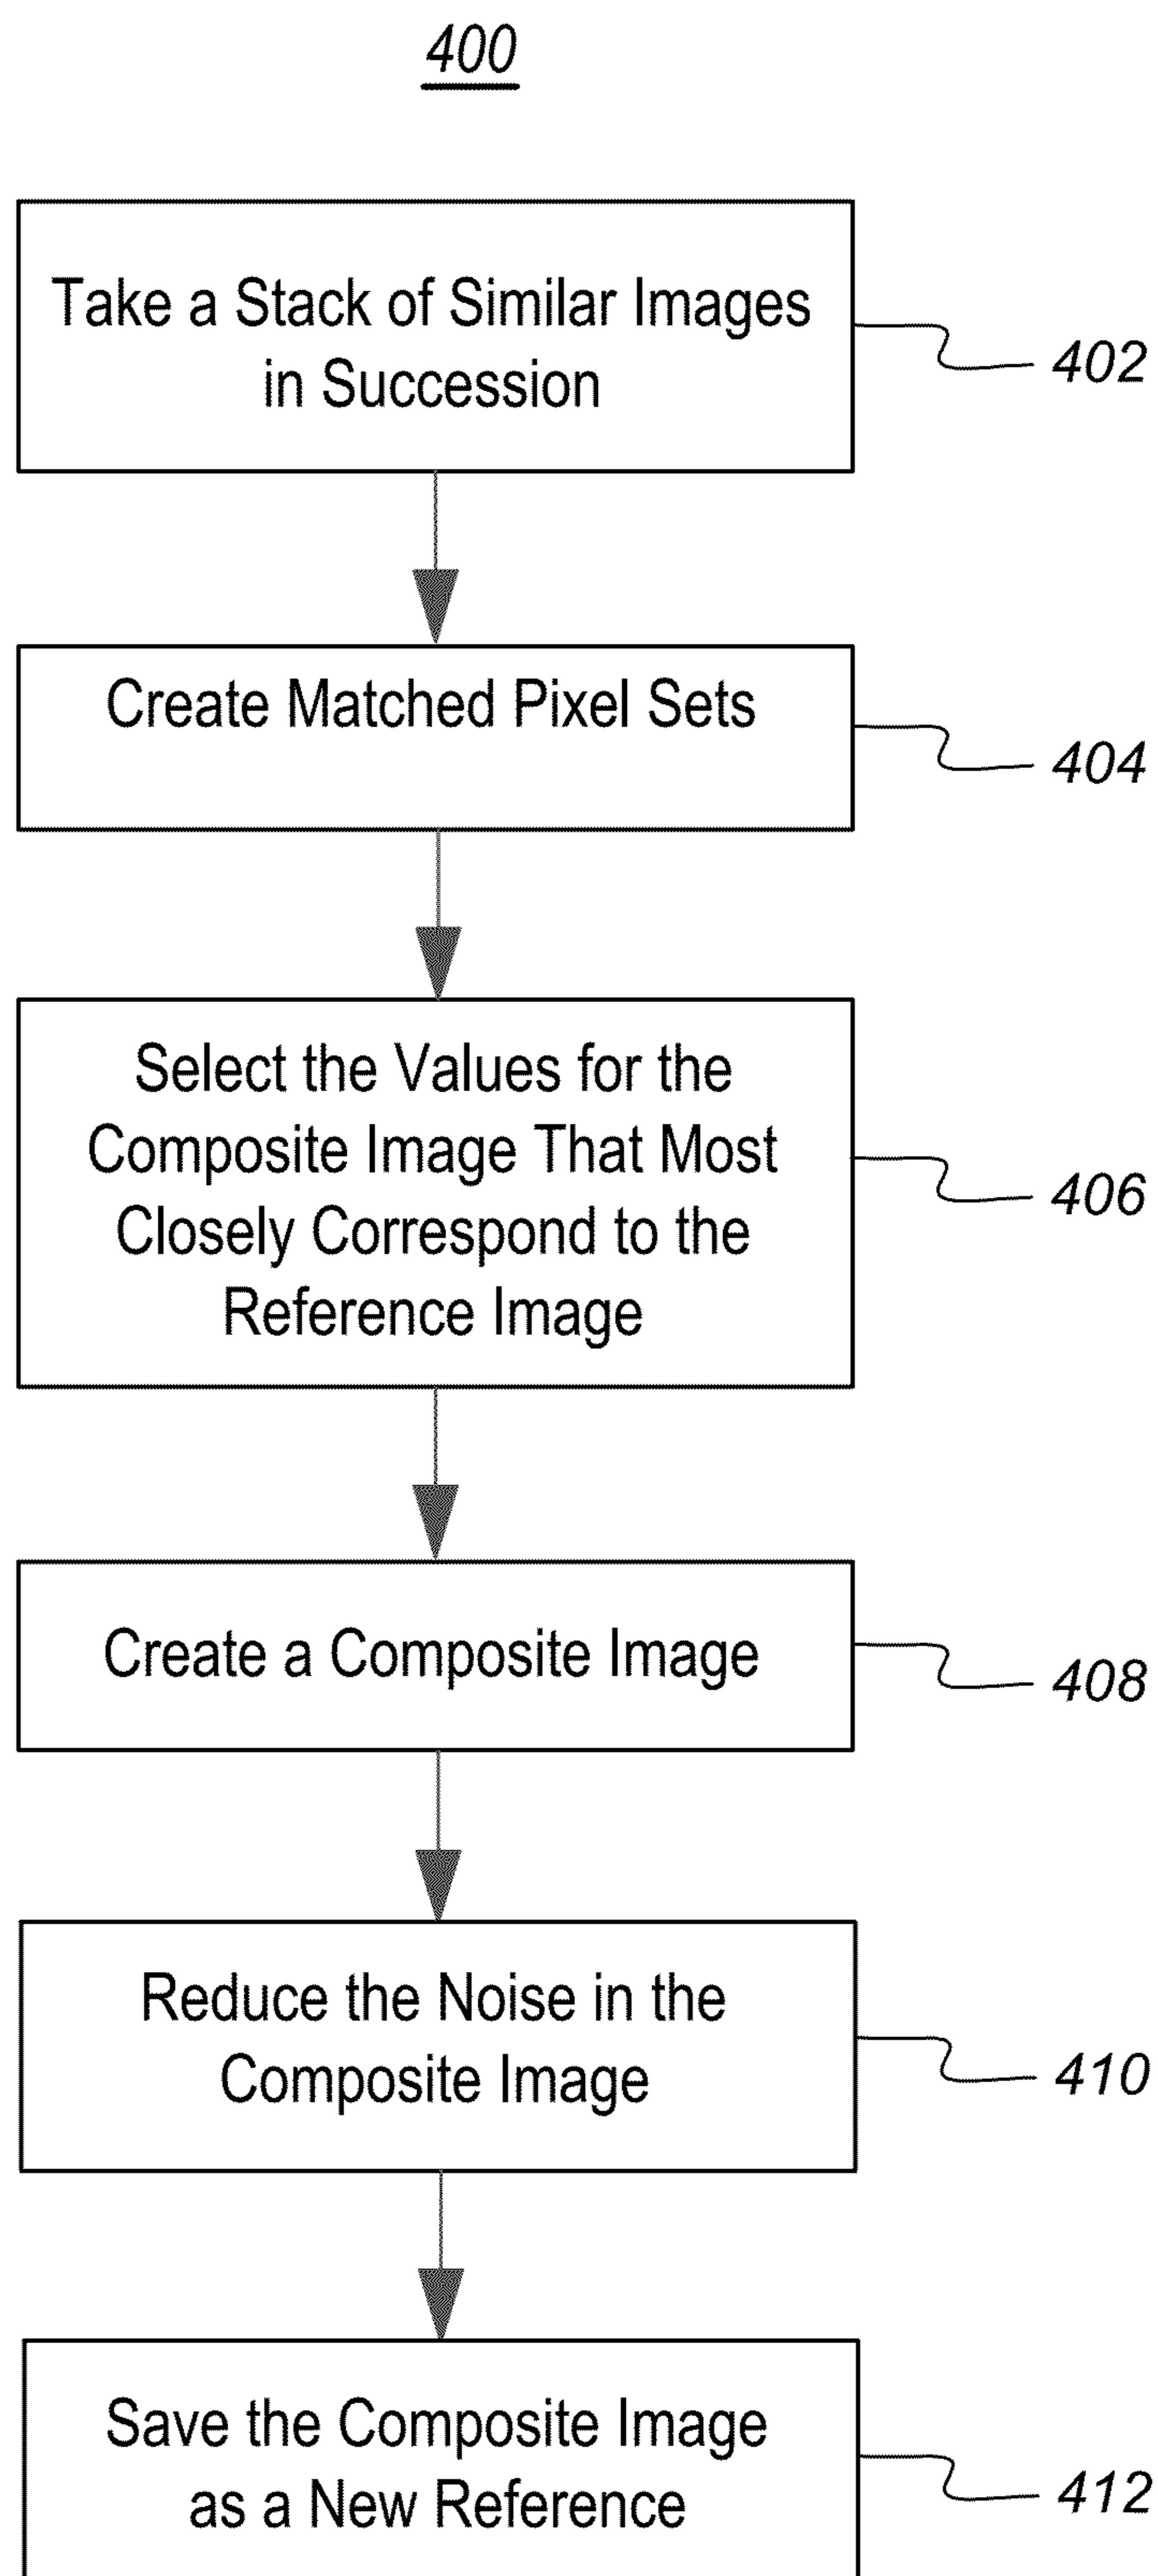 400
Take a Stack of Similar Images
in Succession
402
Create Matched Pixel Sets
404
Select the Values for the
Composite Image That Most
Closely Correspond to the
Reference Image
406
Create a Composite Image
408
Reduce the Noise in the
Composite Image
410
Save the Composite Image
as a New Reference
412